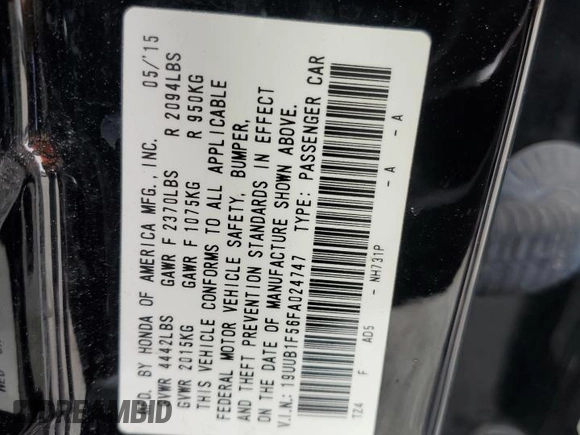 MFD. BY HONDA OF AMERICA MFG., INC. 05/'15
GVWR 4442LBS GAWR F 2370LBS R 2094LBS
GVWR 2015KG GAWR F 1075KG R 950KG
THIS VEHICLE CONFORMS TO ALL APPLICABLE
FEDERAL MOTOR VEHICLE SAFETY, BUMPER,
AND THEFT PREVENTION STANDARDS IN EFFECT
ON THE DATE OF MANUFACTURE SHOWN ABOVE.
V.I.N.: 19UUB1F56FA024747 TYPE: PASSENGER CAR
TZ4 F AD5 - NH731P - A - A
DREAMBID